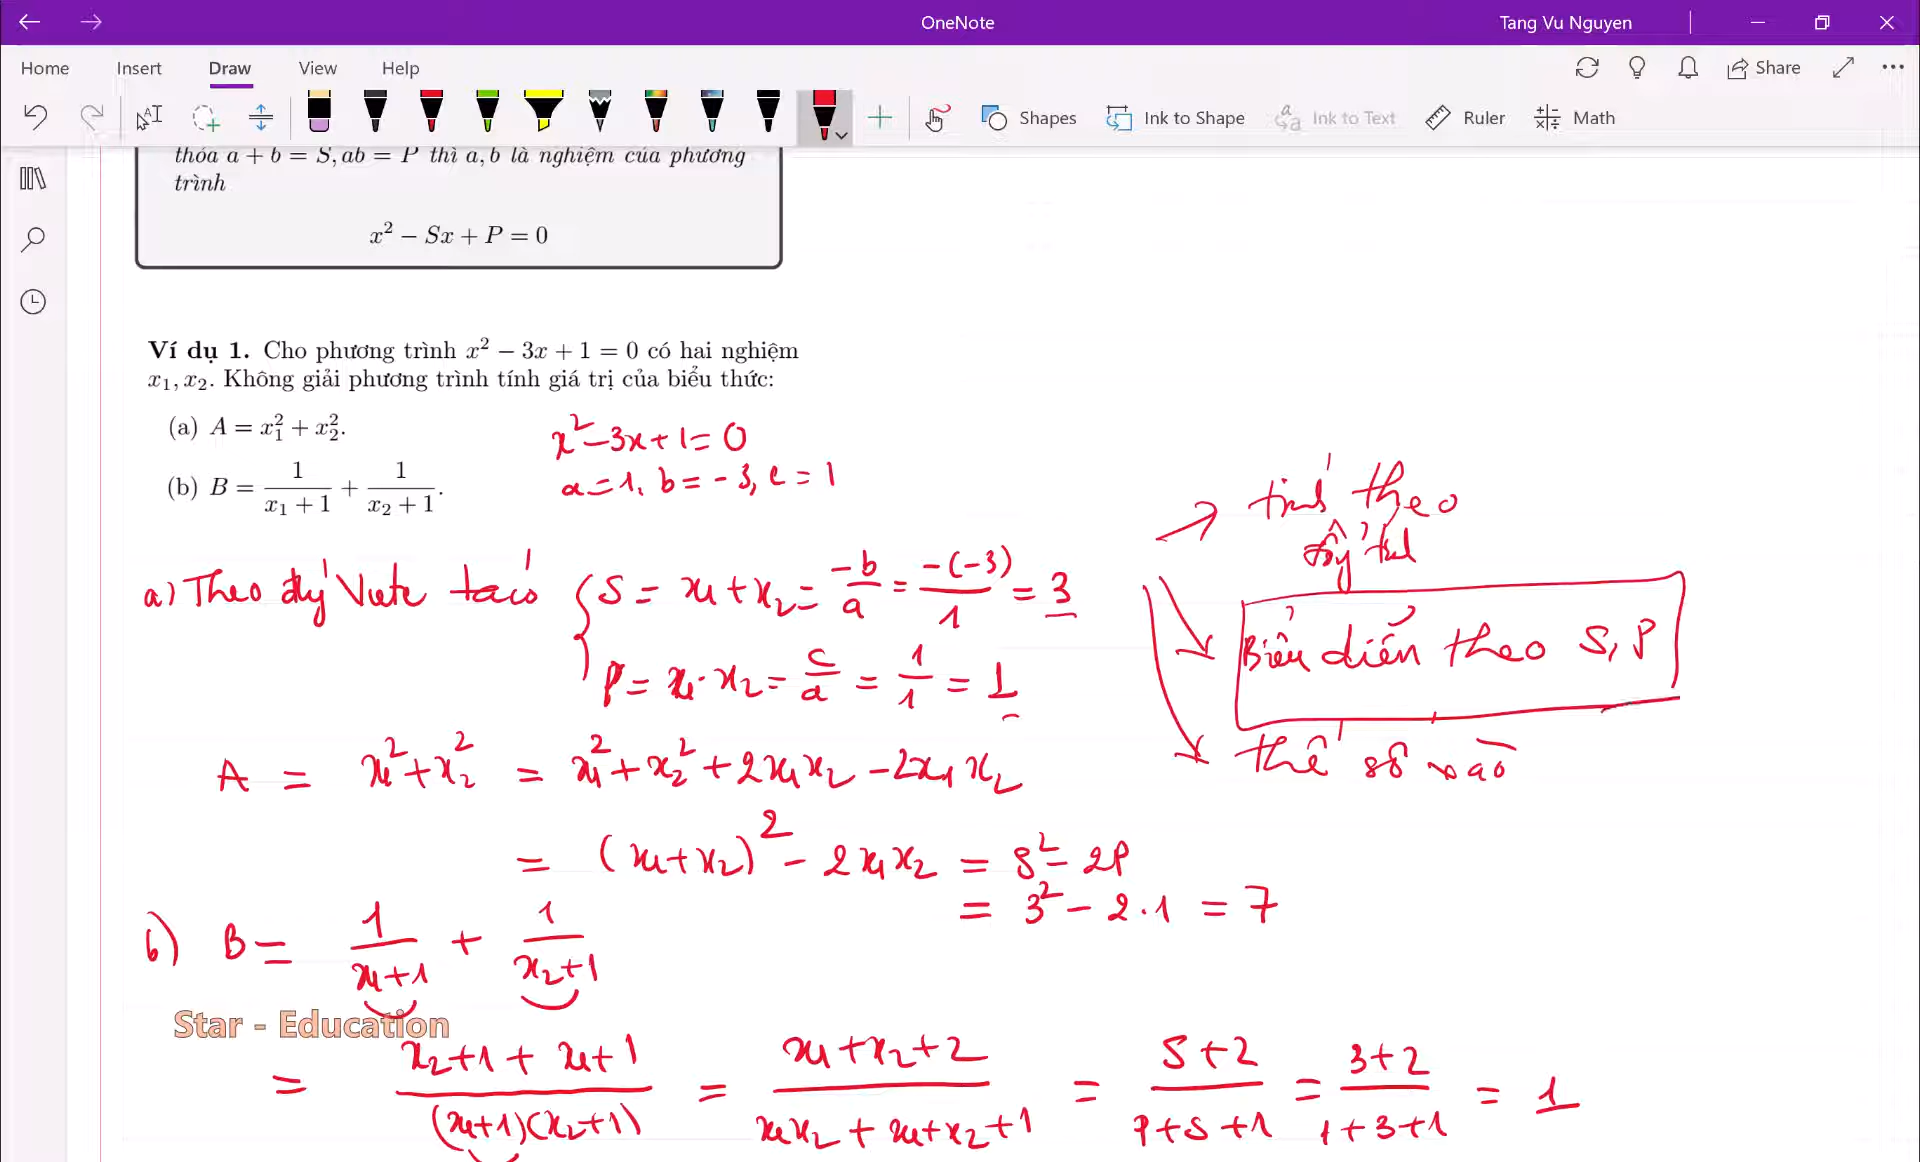 OneNote
Tang Vu Nguyen
Home Insert Draw View Help
Share
Shapes Ink to Shape Ink to Text Ruler Math
thỏa a + b = S, ab = P thì a, b là nghiệm của phương
trình
x² − Sx + P = 0
Ví dụ 1. Cho phương trình x² − 3x + 1 = 0 có hai nghiệm
x₁, x₂. Không giải phương trình tính giá trị của biểu thức:
(a) A = x₁² + x₂².
(b) B = 1/(x₁ + 1) + 1/(x₂ + 1).
x² − 3x + 1 = 0
a = 1, b = −3, c = 1
a) Theo đlý Viete ta có { S = x₁ + x₂ = −b/a = −(−3)/1 = 3
P = x₁ · x₂ = c/a = 1/1 = 1
→ tính theo
Biểu diễn theo S, P
thế số vào
A = x₁² + x₂² = x₁² + x₂² + 2x₁x₂ − 2x₁x₂
= (x₁ + x₂)² − 2x₁x₂ = S² − 2P
= 3² − 2 · 1 = 7
b) B = 1/(x₁ + 1) + 1/(x₂ + 1)
Star - Education
= (x₂ + 1 + x₁ + 1)/((x₁ + 1)(x₂ + 1)) = (x₁ + x₂ + 2)/(x₁x₂ + x₁ + x₂ + 1) = (S + 2)/(P + S + 1) = (3 + 2)/(1 + 3 + 1) = 1